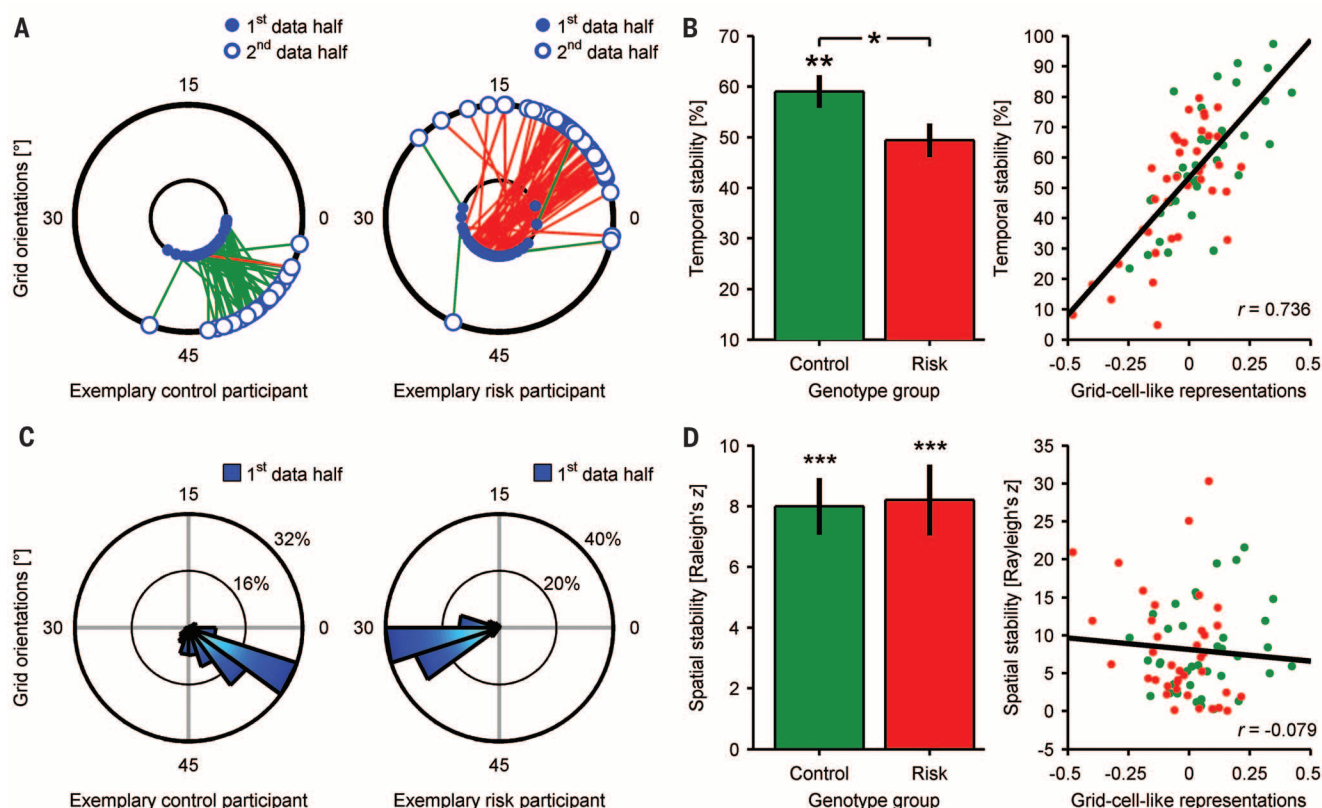 A
1st data half
2nd data half
1st data half
2nd data half
15
15
Grid orientations [°]
30
0
30
0
45
45
Exemplary control participant
Exemplary risk participant
B
*
**
Temporal stability [%]
70
60
50
40
30
20
10
Control
Risk
Genotype group
Temporal stability [%]
100
90
80
70
60
50
40
30
20
10
0
r = 0.736
-0.5
-0.25
0
0.25
0.5
Grid-cell-like representations
C
1st data half
1st data half
15
15
32%
16%
40%
20%
Grid orientations [°]
30
0
30
0
45
45
Exemplary control participant
Exemplary risk participant
D
***
***
Spatial stability [Raleigh's z]
10
8
6
4
2
0
Control
Risk
Genotype group
Spatial stability [Rayleigh's z]
35
30
25
20
15
10
5
0
-5
r = -0.079
-0.5
-0.25
0
0.25
0.5
Grid-cell-like representations